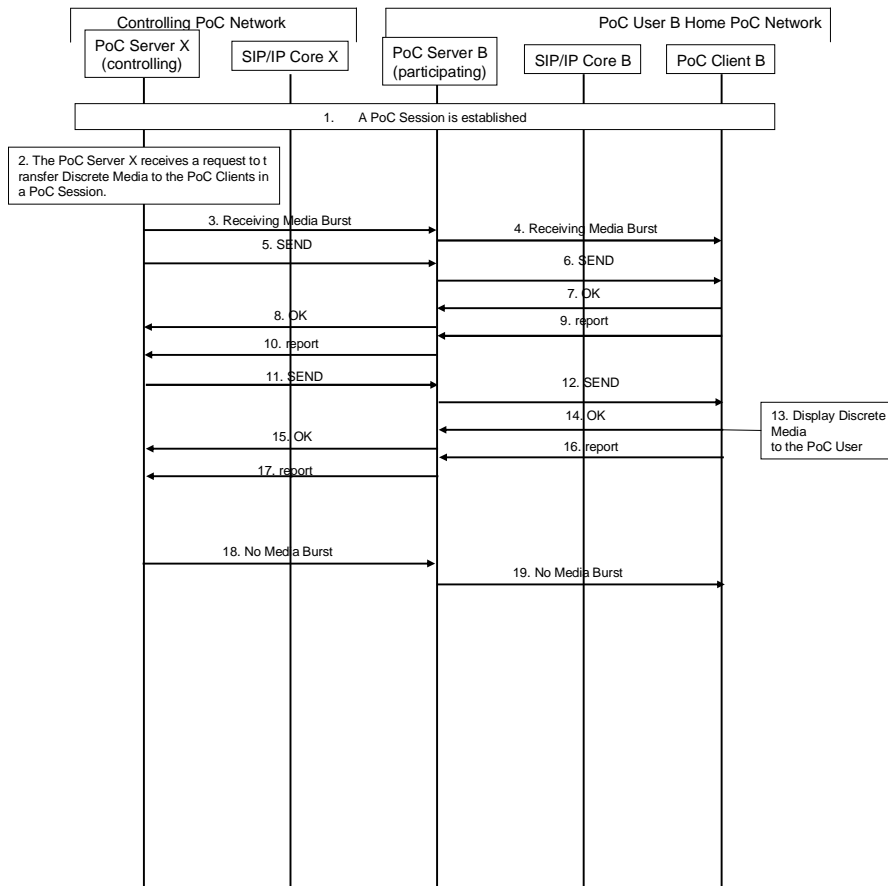 Controlling PoC Network
PoC User B Home PoC Network
PoC Server X
(controlling)
SIP/IP Core X
PoC Server B
(participating)
SIP/IP Core B
PoC Client B
1. A PoC Session is established
2. The PoC Server X receives a request to t
ransfer Discrete Media to the PoC Clients in
a PoC Session.
3. Receiving Media Burst
4. Receiving Media Burst
5. SEND
6. SEND
7. OK
8. OK
9. report
10. report
11. SEND
12. SEND
13. Display Discrete
Media
to the PoC User
14. OK
15. OK
16. report
17. report
18. No Media Burst
19. No Media Burst